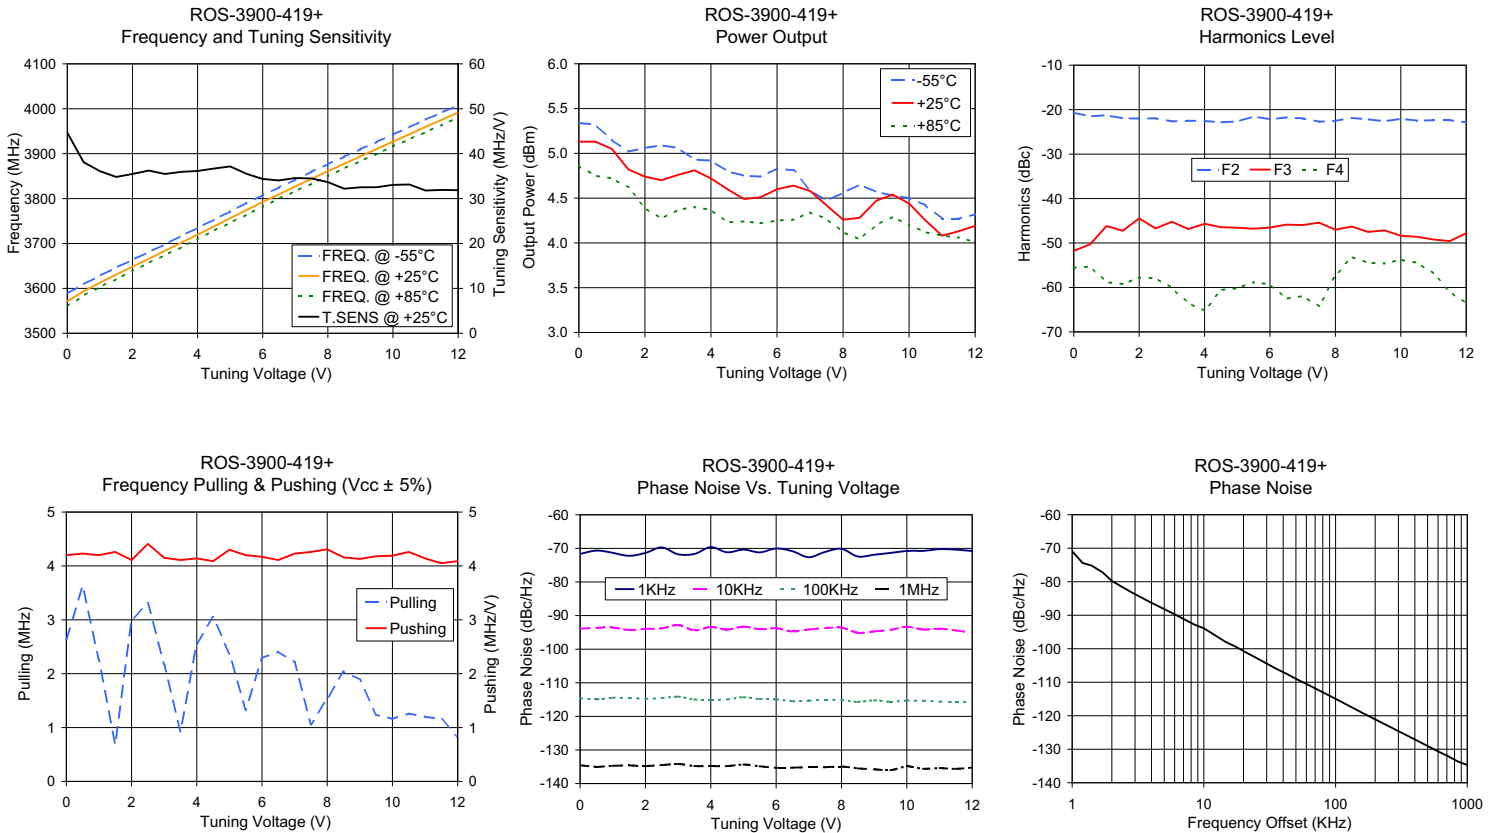 ROS-3900-419+
Frequency and Tuning Sensitivity
4100
4000
3900
3800
3700
3600
3500
Frequency (MHz)
60
50
40
30
20
10
0
Tuning Sensitivity (MHz/V)
FREQ. @ -55°C
FREQ. @ +25°C
FREQ. @ +85°C
T.SENS @ +25°C
0 2 4 6 8 10 12
Tuning Voltage (V)
ROS-3900-419+
Power Output
6.0
5.5
5.0
4.5
4.0
3.5
3.0
Output Power (dBm)
-55°C
+25°C
+85°C
0 2 4 6 8 10 12
Tuning Voltage (V)
ROS-3900-419+
Harmonics Level
-10
-20
-30
-40
-50
-60
-70
Harmonics (dBc)
F2 F3 F4
0 2 4 6 8 10 12
Tuning Voltage (V)
ROS-3900-419+
Frequency Pulling & Pushing (Vcc ± 5%)
5
4
3
2
1
0
Pulling (MHz)
5
4
3
2
1
0
Pushing (MHz/V)
Pulling
Pushing
0 2 4 6 8 10 12
Tuning Voltage (V)
ROS-3900-419+
Phase Noise Vs. Tuning Voltage
-60
-70
-80
-90
-100
-110
-120
-130
-140
Phase Noise (dBc/Hz)
1KHz 10KHz 100KHz 1MHz
0 2 4 6 8 10 12
Tuning Voltage (V)
ROS-3900-419+
Phase Noise
-60
-70
-80
-90
-100
-110
-120
-130
-140
Phase Noise (dBc/Hz)
1 10 100 1000
Frequency Offset (KHz)